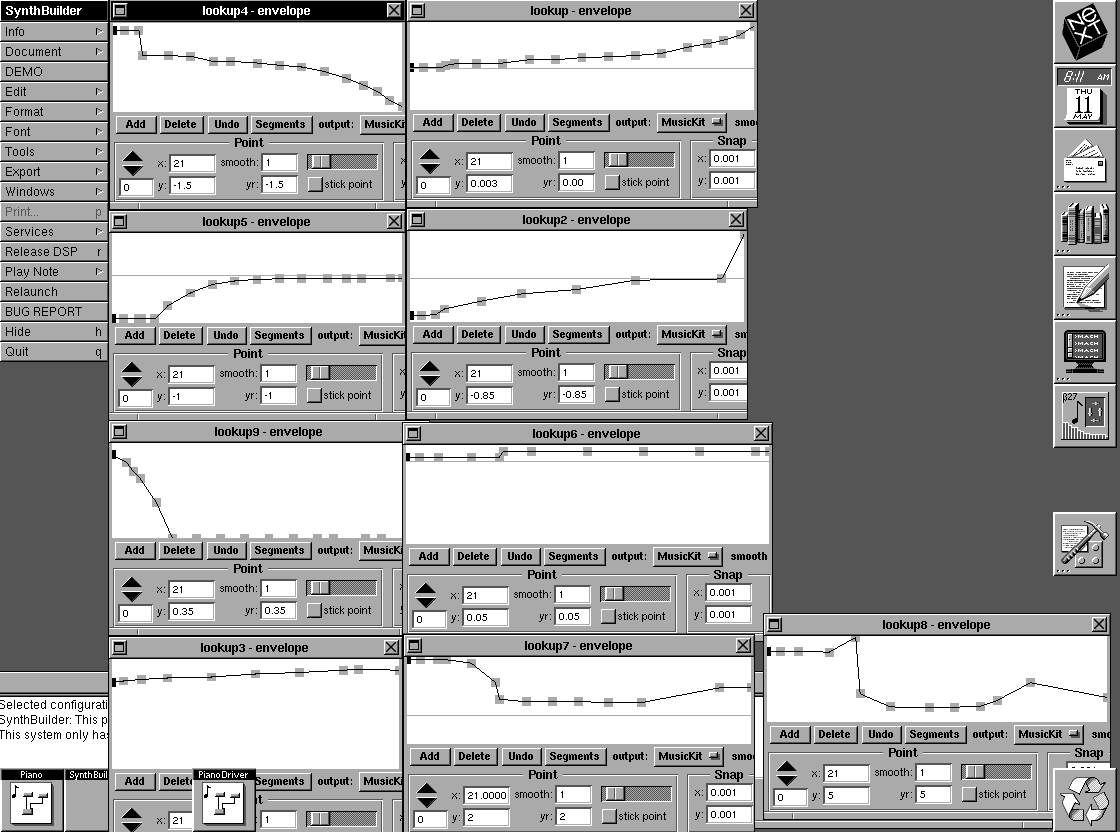 SynthBuilder
Info
Document
DEMO
Edit
Format
Font
Tools
Export
Windows
Print... p
Services
Release DSP r
Play Note
Relaunch
BUG REPORT
Hide h
Quit q
lookup4 - envelope
Add Delete Undo Segments output: MusicKi
Point
x: 21 smooth: 1
0 y: -1.5 yr: -1.5 stick point
lookup - envelope
Add Delete Undo Segments output: MusicKit smo
Point Snap
x: 21 smooth: 1 x: 0.001
0 y: 0.003 yr: 0.00 stick point y: 0.001
lookup5 - envelope
Add Delete Undo Segments output: MusicKi
Point
x: 21 smooth: 1
0 y: -1 yr: -1 stick point
lookup2 - envelope
Add Delete Undo Segments output: MusicKit sm
Point Snap
x: 21 smooth: 1 x: 0.001
0 y: -0.85 yr: -0.85 stick point y: 0.001
lookup9 - envelope
Add Delete Undo Segments output: MusicKi
Point
x: 21 smooth: 1
0 y: 0.35 yr: 0.35 stick point
lookup6 - envelope
Add Delete Undo Segments output: MusicKit smooth
Point Snap
x: 21 smooth: 1 x: 0.001
0 y: 0.05 yr: 0.05 stick point y: 0.001
lookup3 - envelope
Add Delete Undo Segments output: MusicKi
x: 21 1
lookup7 - envelope
Add Delete Undo Segments output: MusicKit smo
Point Snap
x: 21.0000 smooth: 1 x: 0.001
0 y: 2 yr: 2 stick point y: 0.001
lookup8 - envelope
Add Delete Undo Segments output: MusicKit smo
Point Snap
x: 21 smooth: 1
0 y: 5 yr: 5 stick point
Selected configurati
SynthBuilder: This p
This system only has
Piano
SynthBuil
PianoDriver
NeXT
8:11 AM
THU
11
MAY
>MACH
>MACH
>MACH
β27